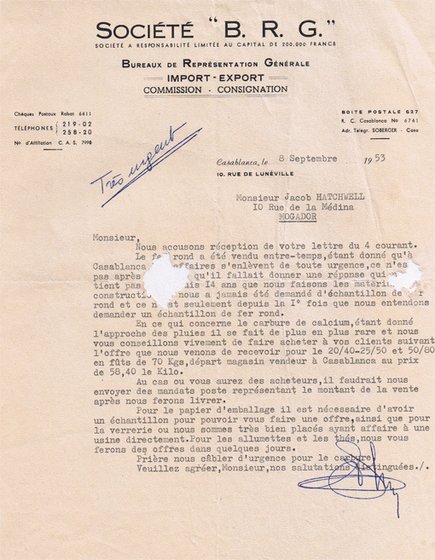 SOCIÉTÉ "B. R. G."
SOCIÉTÉ A RESPONSABILITÉ LIMITÉE AU CAPITAL DE 200.000 FRANCS
BUREAUX DE REPRÉSENTATION GÉNÉRALE
IMPORT-EXPORT
COMMISSION - CONSIGNATION
Chèques Postaux Rabat 6811
TÉLÉPHONES 219-02
258-20
N° d'Affiliation C. A. S. 7998
BOITE POSTALE 627
R. C. Casablanca No 6761
Adr. Télégr. SOBERGER - Casa
Très urgent
Casablanca, le 8 Septembre 1953
10, RUE DE LUNÉVILLE
Monsieur Jacob HATCHWELL
10 Rue de la Médina
MOGADOR
Monsieur,
Nous accusons réception de votre lettre du 4 courant.
Le fer rond a été vendu entre-temps,étant donné qu'à
Casablanca affaires s'enlèvent de toute urgence,ce n'es
pas après qu'il fallait donner une réponse qui
tient pas is I4 ans que nous faisons les matéri
construction nous a jamais été demandé d'échantillon de er
rond et ce n'est seulement depuis la I° fois que nous entendons
demander un échantillon de fer rond.
En ce qui concerne le carbure de calcium,étant donné
l'approche des pluies il se fait de plus en plus rare et nous
vous conseillons vivement de faire acheter à vos clients suivant
l'offre que nous venons de recevoir pour le 20/40-25/50 et 50/80
en fûts de 70 Kgs,départ magasin vendeur à Casablanca au prix
de 58,40 le Kilo.
Au cas ou vous aurez des acheteurs,il faudrait nous
envoyer des mandats poste représentant le montant de la vente
après nous ferons livrer.
Pour le papier d'emballage il est nécessaire d'avoir
un échantillon pour pouvoir vous faire une offre,ainsi que pour
la verrerie ou nous sommes très bien placés ayant affaire à une
usine directement.Pour les allumettes et les thés,nous vous
ferons des offres dans quelques jours.
Prière nous câbler d'urgence pour le carbure
Veuillez agréer,Monsieur,nos salutations distinguées./.